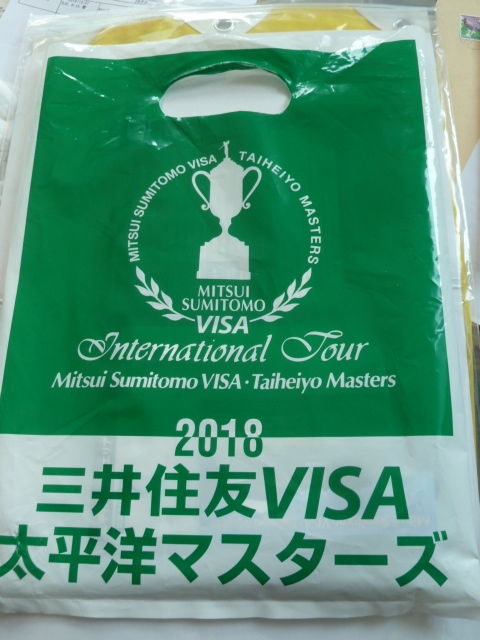 MITSUI SUMITOMO VISA TAIHEIYO MASTERS
MITSUI
SUMITOMO
VISA
International Tour
Mitsui Sumitomo VISA・Taiheiyo Masters
2018
三井住友VISA
太平洋マスターズ